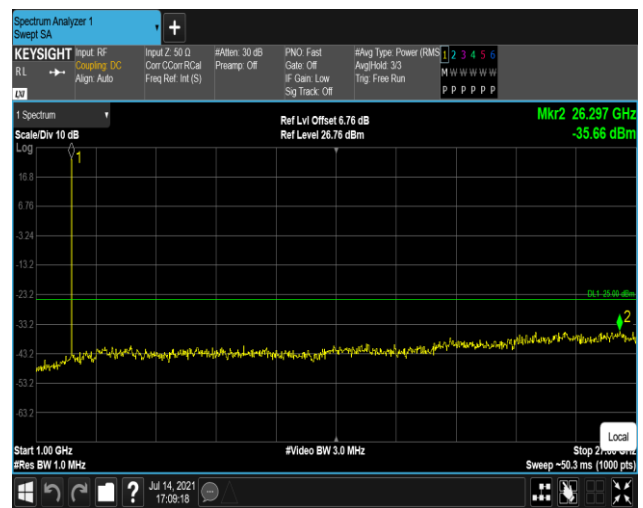 Spectrum Analyzer 1
Swept SA
+
KEYSIGHT Input: RF Input Z: 50 Ω #Atten: 30 dB PNO: Fast #Avg Type: Power (RMS 1 2 3 4 5 6
RL Coupling: DC Corr CCorr RCal Preamp: Off Gate: Off Avg|Hold: 3/3 M W W W W W
Align: Auto Freq Ref: Int (S) IF Gain: Low Trig: Free Run
LXI Sig Track: Off P P P P P P
1 Spectrum Ref Lvl Offset 6.76 dB Mkr2 26.297 GHz
Scale/Div 10 dB Ref Level 26.76 dBm -35.66 dBm
Log
1
16.8
6.76
-3.24
-13.2
-23.2 DL1 -25.00 dBm
-33.2 2
-43.2
-53.2
-63.2
Local
Start 1.00 GHz #Video BW 3.0 MHz Stop 27.00 GHz
#Res BW 1.0 MHz Sweep ~50.3 ms (1000 pts)
? Jul 14, 2021
17:09:18